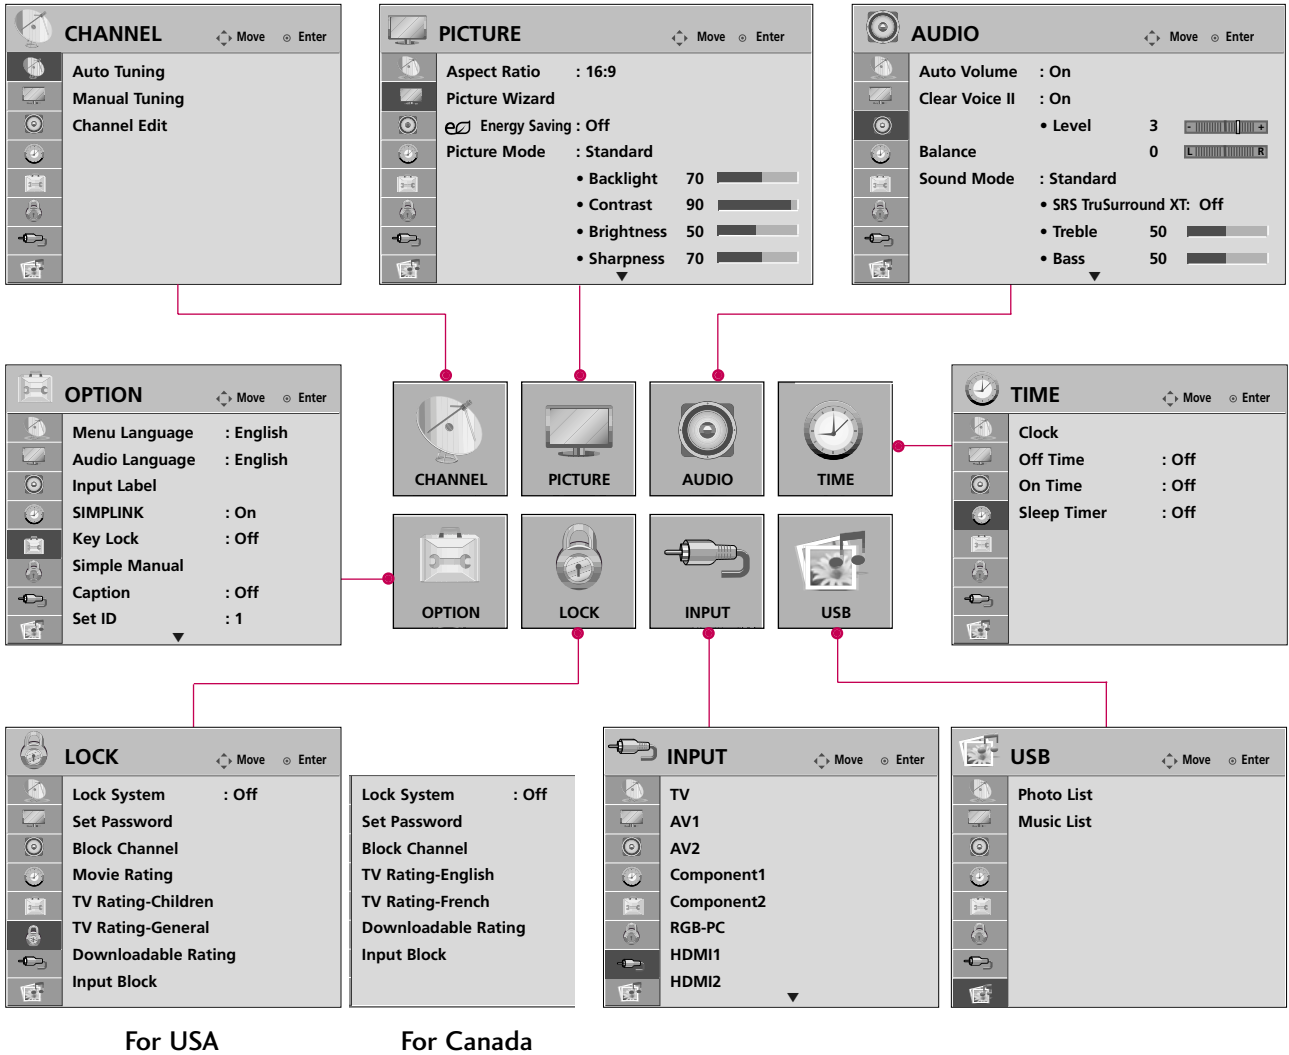 CHANNEL Move Enter
Auto Tuning
Manual Tuning
Channel Edit
PICTURE Move Enter
Aspect Ratio : 16:9
Picture Wizard
Energy Saving : Off
Picture Mode : Standard
• Backlight 70
• Contrast 90
• Brightness 50
• Sharpness 70
AUDIO Move Enter
Auto Volume : On
Clear Voice II : On
• Level 3 - +
Balance 0 L R
Sound Mode : Standard
• SRS TruSurround XT: Off
• Treble 50
• Bass 50
OPTION Move Enter
Menu Language : English
Audio Language : English
Input Label
SIMPLINK : On
Key Lock : Off
Simple Manual
Caption : Off
Set ID : 1
CHANNEL
PICTURE
AUDIO
TIME
OPTION
LOCK
INPUT
USB
TIME Move Enter
Clock
Off Time : Off
On Time : Off
Sleep Timer : Off
LOCK Move Enter
Lock System : Off
Set Password
Block Channel
Movie Rating
TV Rating-Children
TV Rating-General
Downloadable Rating
Input Block
For USA
Lock System : Off
Set Password
Block Channel
TV Rating-English
TV Rating-French
Downloadable Rating
Input Block
For Canada
INPUT Move Enter
TV
AV1
AV2
Component1
Component2
RGB-PC
HDMI1
HDMI2
USB Move Enter
Photo List
Music List